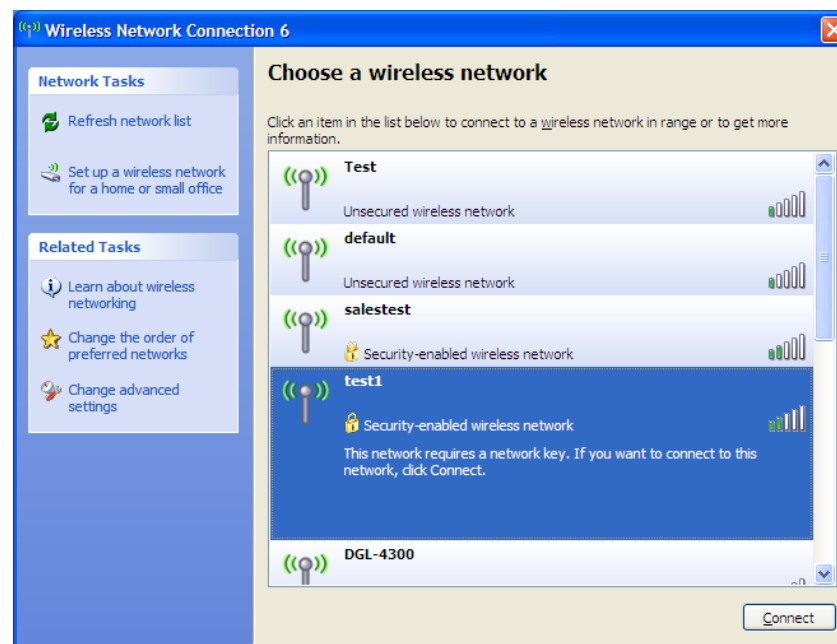 Wireless Network Connection 6
Network Tasks
Refresh network list
Set up a wireless network
for a home or small office
Related Tasks
Learn about wireless
networking
Change the order of
preferred networks
Change advanced
settings
Choose a wireless network
Click an item in the list below to connect to a wireless network in range or to get more
information.
Test
Unsecured wireless network
default
Unsecured wireless network
salestest
Security-enabled wireless network
test1
Security-enabled wireless network
This network requires a network key. If you want to connect to this
network, click Connect.
DGL-4300
Connect